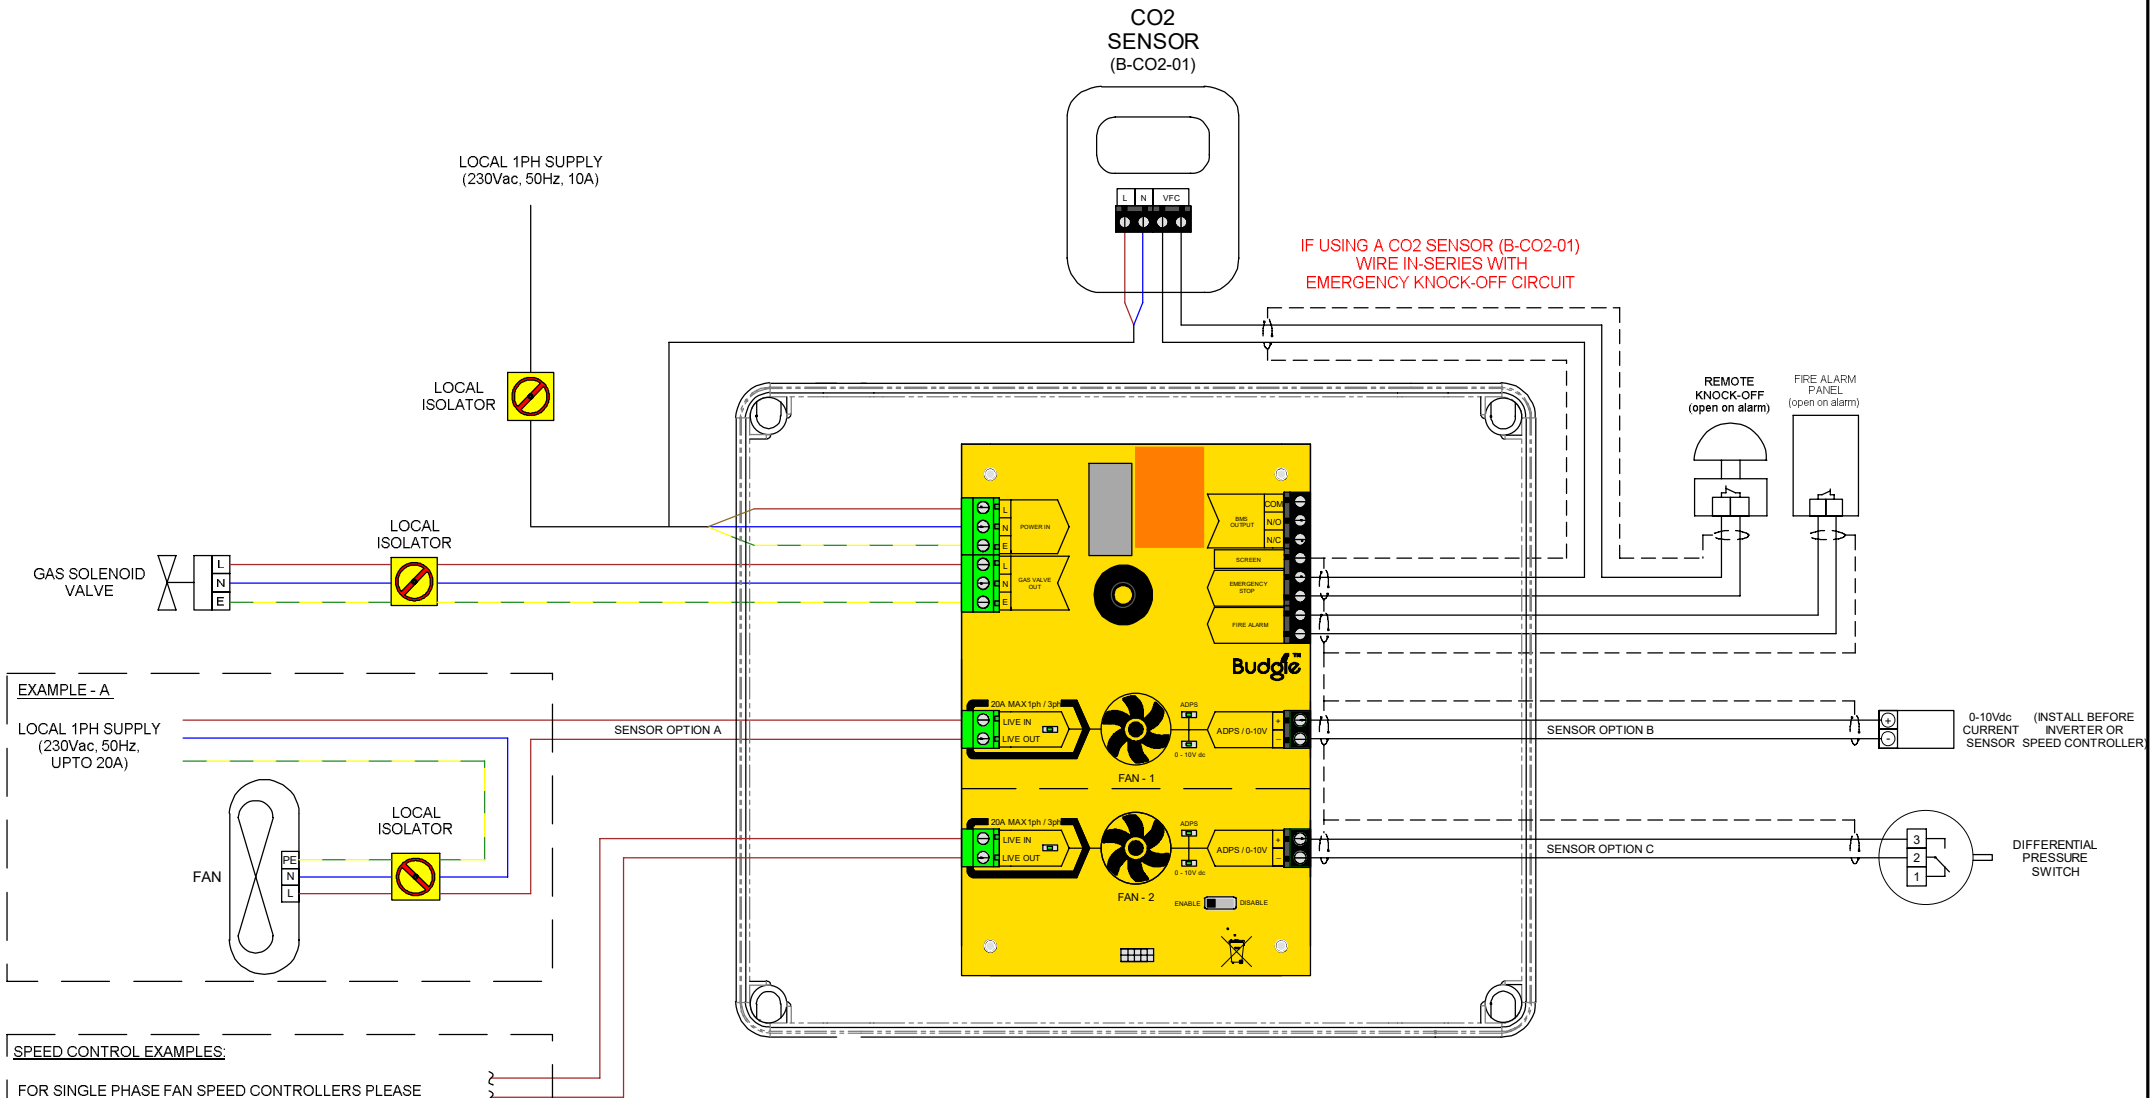 CO2
SENSOR
(B-CO2-01)
LOCAL 1PH SUPPLY
(230Vac, 50Hz, 10A)
L N VFC
IF USING A CO2 SENSOR (B-CO2-01)
WIRE IN-SERIES WITH
EMERGENCY KNOCK-OFF CIRCUIT
LOCAL
ISOLATOR
REMOTE
KNOCK-OFF
(open on alarm)
FIRE ALARM
PANEL
(open on alarm)
LOCAL
ISOLATOR
GAS SOLENOID
VALVE
L
N
E
L
N
E
POWER IN
L
N
E
GAS VALVE
OUT
BMS
OUTPUT
COM
N/O
N/C
SCREEN
EMERGENCY
STOP
FIRE ALARM
Budgie™
EXAMPLE - A
LOCAL 1PH SUPPLY
(230Vac, 50Hz,
UPTO 20A)
SENSOR OPTION A
20A MAX 1ph / 3ph
LIVE IN
LIVE OUT
ADPS
0 - 10V dc
ADPS / 0-10V
+
–
FAN - 1
SENSOR OPTION B
+
-
0-10Vdc
CURRENT
SENSOR
(INSTALL BEFORE
INVERTER OR
SPEED CONTROLLER)
LOCAL
ISOLATOR
FAN
PE
N
L
20A MAX 1ph / 3ph
LIVE IN
LIVE OUT
ADPS
0 - 10V dc
ADPS / 0-10V
+
–
FAN - 2
ENABLE DISABLE
SENSOR OPTION C
3
2
1
DIFFERENTIAL
PRESSURE
SWITCH
SPEED CONTROL EXAMPLES:
FOR SINGLE PHASE FAN SPEED CONTROLLERS PLEASE